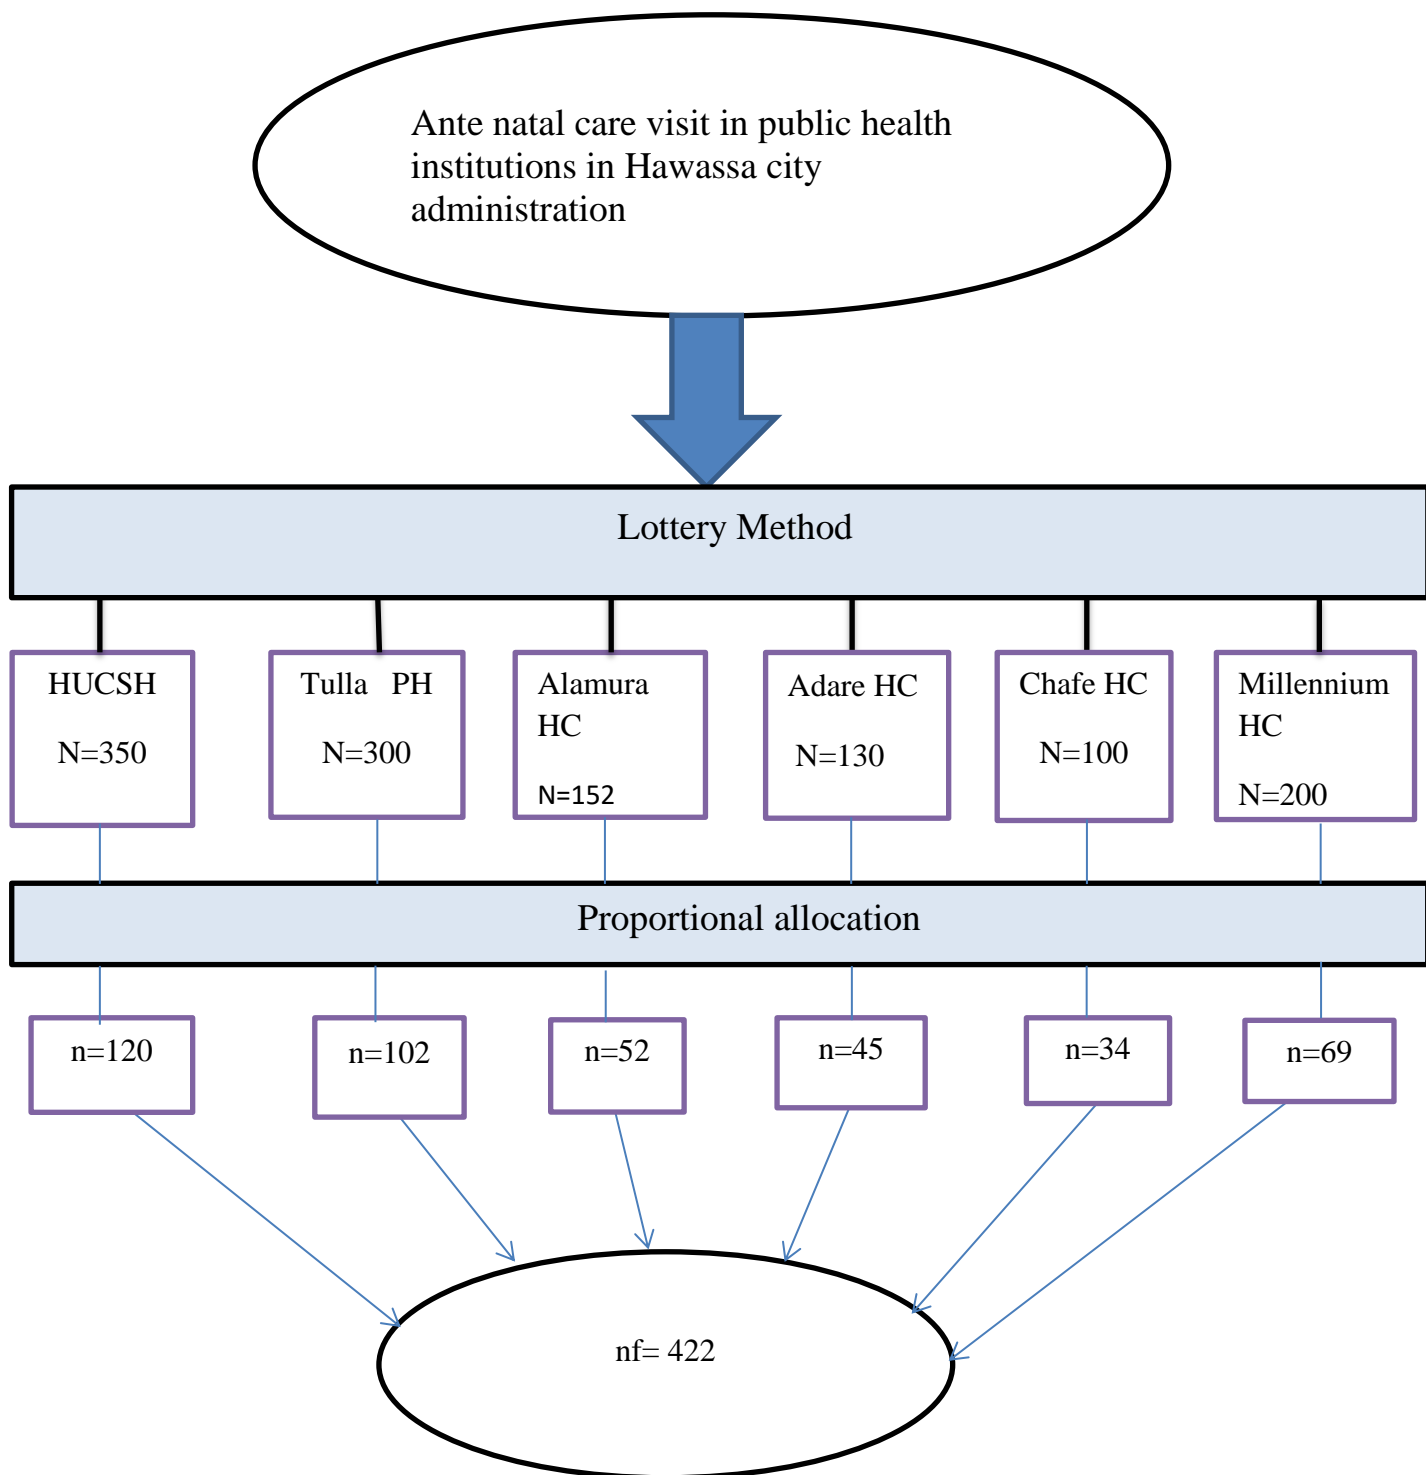 Ante natal care visit in public health
institutions in Hawassa city
administration
Lottery Method
HUCSH
N=350
Tulla PH
N=300
Alamura
HC
N=152
Adare HC
N=130
Chafe HC
N=100
Millennium
HC
N=200
Proportional allocation
n=120
n=102
n=52
n=45
n=34
n=69
nf= 422